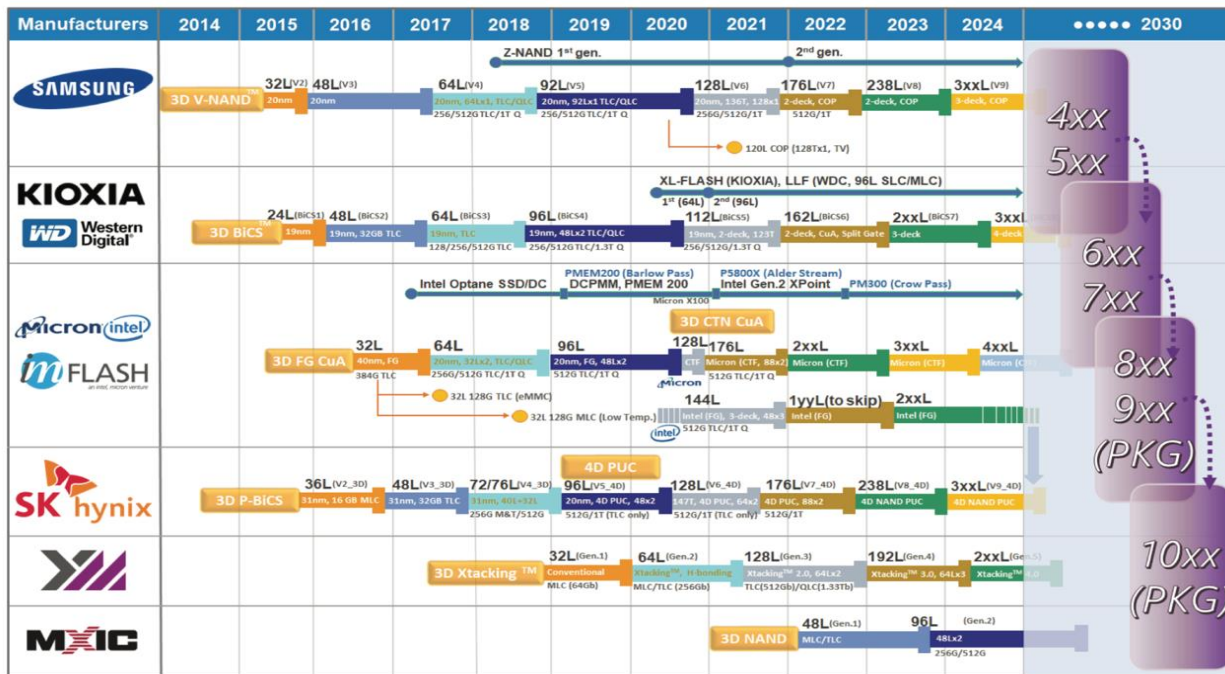 Manufacturers 2014 2015 2016 2017 2018 2019 2020 2021 2022 2023 2024 ••••• 2030
SAMSUNG
Z-NAND 1st gen. 2nd gen.
32L(V2) 48L(V3) 64L(V4) 92L(V5) 128L(V6) 176L(V7) 238L(V8) 3xxL(V9)
3D V-NAND™ 20nm 20nm 20nm, 64Lx1, TLC/QLC 20nm, 92Lx1 TLC/QLC 20nm, 136T, 128x1 2-deck, COP 2-deck, COP 3-deck, COP
256/512G TLC/1T Q 256/512G TLC/1T Q 256G/512G/1T 512G/1T
120L COP (128Tx1, TV)
KIOXIA
WD Western Digital®
XL-FLASH (KIOXIA), LLF (WDC, 96L SLC/MLC)
1st (64L) 2nd (96L)
24L(BiCS1) 48L(BiCS2) 64L(BiCS3) 96L(BiCS4) 112L(BiCS5) 162L(BiCS6) 2xxL(BiCS7) 3xxL
3D BiCS™ 19nm 19nm, 32GB TLC 19nm, TLC 19nm, 48Lx2 TLC/QLC 19nm, 2-deck, 123T 2-deck, CuA, Split Gate 3-deck 4-deck
128/256/512G TLC 256/512G TLC/1.3T Q 256/512G/1.3T Q
Micron intel
im FLASH
an intel, micron venture
PMEM200 (Barlow Pass) P5800X (Alder Stream)
Intel Optane SSD/DC DCPMM, PMEM 200 Intel Gen.2 XPoint PM300 (Crow Pass)
Micron X100
3D CTN CuA
32L 64L 96L 128L 176L 2xxL 3xxL 4xxL
3D FG CuA 40nm, FG 20nm, 32Lx2, TLC/QLC 20nm, FG, 48Lx2 CTF Micron (CTF, 88x2) Micron (CTF) Micron (CTF) Micron (CTF)
384G TLC 256G/512G TLC/1T Q 512G TLC/1T Q Micron 512G TLC/1T Q
32L 128G TLC (eMMC)
144L 1yyL(to skip) 2xxL
32L 128G MLC (Low Temp.) Intel (FG), 3-deck, 48x3 Intel (FG) Intel (FG)
intel 512G TLC/1T Q
SK hynix
4D PUC
36L(V2_3D) 48L(V3_3D) 72/76L(V4_3D) 96L(V5_4D) 128L(V6_4D) 176L(V7_4D) 238L(V8_4D) 3xxL(V9_4D)
3D P-BiCS 31nm, 16 GB MLC 31nm, 32GB TLC 31nm, 40L+32L 20nm, 4D PUC, 48x2 147T, 4D PUC, 64x2 4D PUC, 88x2 4D NAND PUC 4D NAND PUC
256G M&T/512G 512G/1T (TLC only) 512G/1T (TLC only) 512G/1T
32L(Gen.1) 64L(Gen.2) 128L(Gen.3) 192L(Gen.4) 2xxL(Gen.5)
3D Xtacking™ Conventional Xtacking™, H-bonding Xtacking™ 2.0, 64Lx2 Xtacking™ 3.0, 64Lx3 Xtacking™ 4.0
MLC (64Gb) MLC/TLC (256Gb) TLC(512Gb)/QLC(1.33Tb)
MXIC
48L(Gen.1) 96L (Gen.2)
3D NAND MLC/TLC 48Lx2
256G/512G
4xx
5xx
6xx
7xx
8xx
9xx
(PKG)
10xx
(PKG)